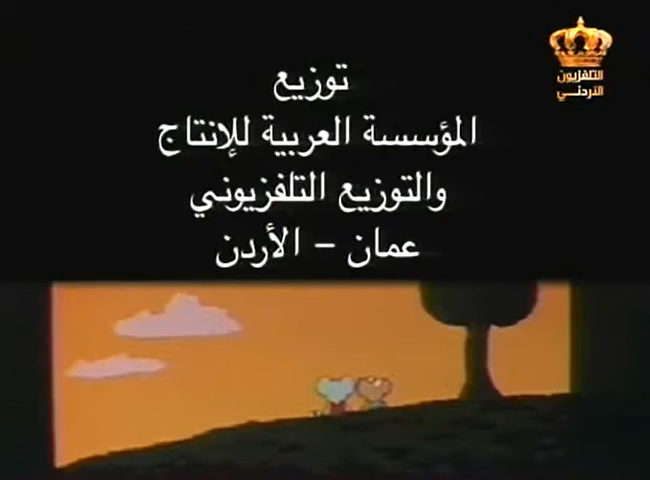 التلفزيون
الأردني
توزيع
المؤسسة العربية للإنتاج
والتوزيع التلفزيوني
عمان – الأردن